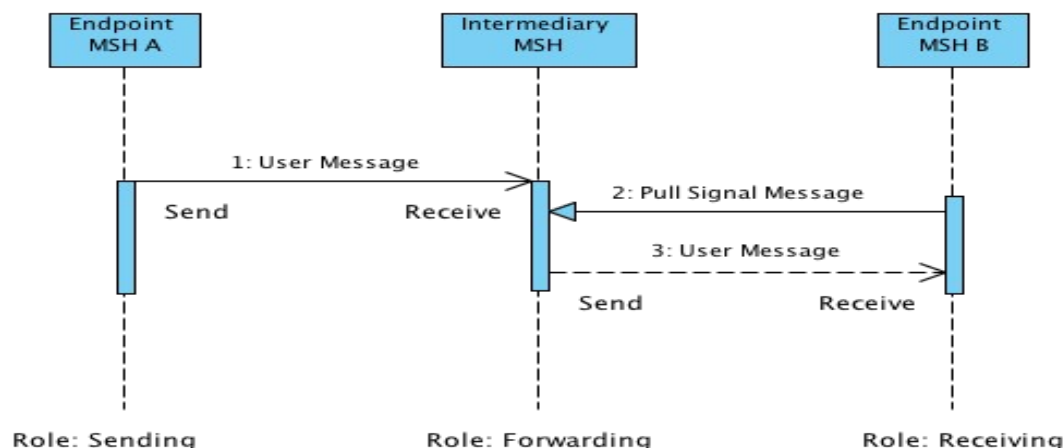 Endpoint
MSH A
Intermediary
MSH
Endpoint
MSH B
1: User Message
Send
Receive
2: Pull Signal Message
3: User Message
Send
Receive
Role: Sending
Role: Forwarding
Role: Receiving